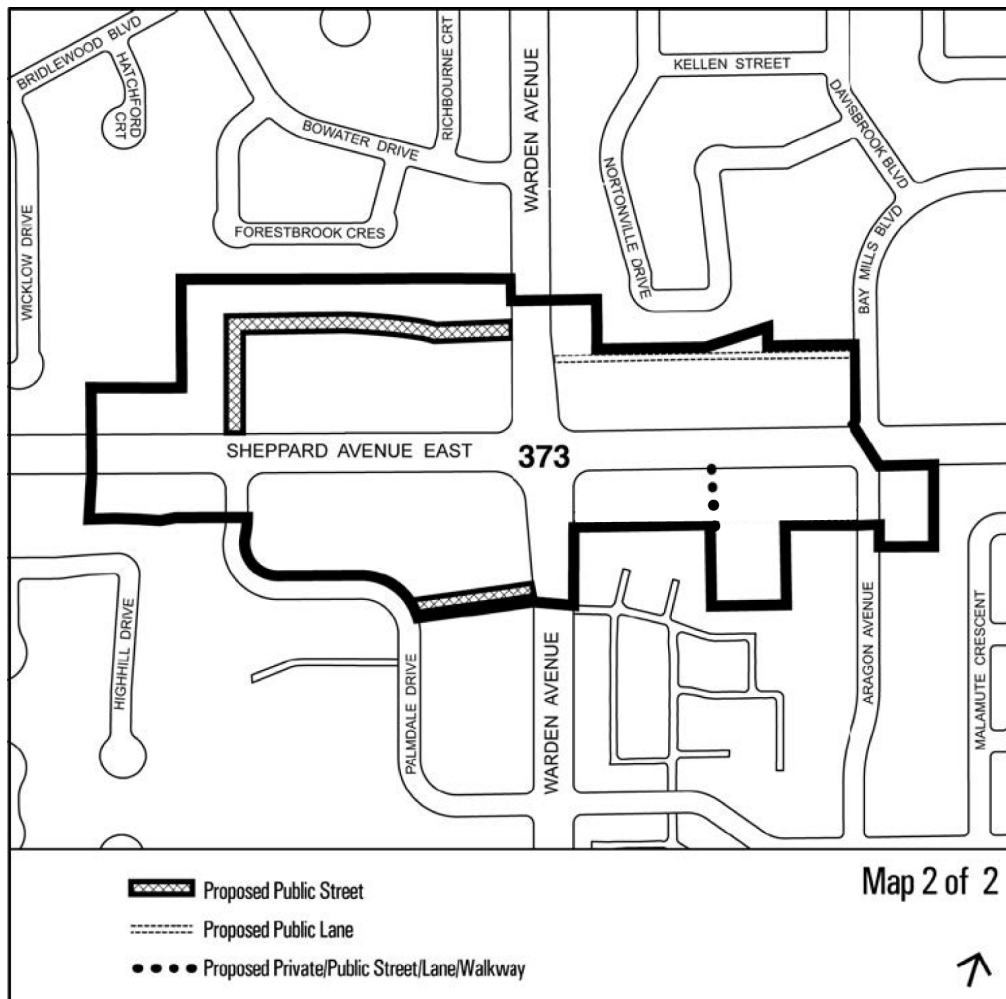 BRIDLEWOOD BLVD
HATCHFORD
CRT
RICHBOURNE CRT
BOWATER DRIVE
WARDEN AVENUE
KELLEN STREET
DAVISBROOK BLVD
NORTONVILLE DRIVE
WICKLOW DRIVE
FORESTBROOK CRES
BAY MILLS BLVD
SHEPPARD AVENUE EAST
373
HIGHHILL DRIVE
PALMDALE DRIVE
WARDEN AVENUE
ARAGON AVENUE
MALAMUTE CRESCENT
Proposed Public Street
Proposed Public Lane
Proposed Private/Public Street/Lane/Walkway
Map 2 of 2